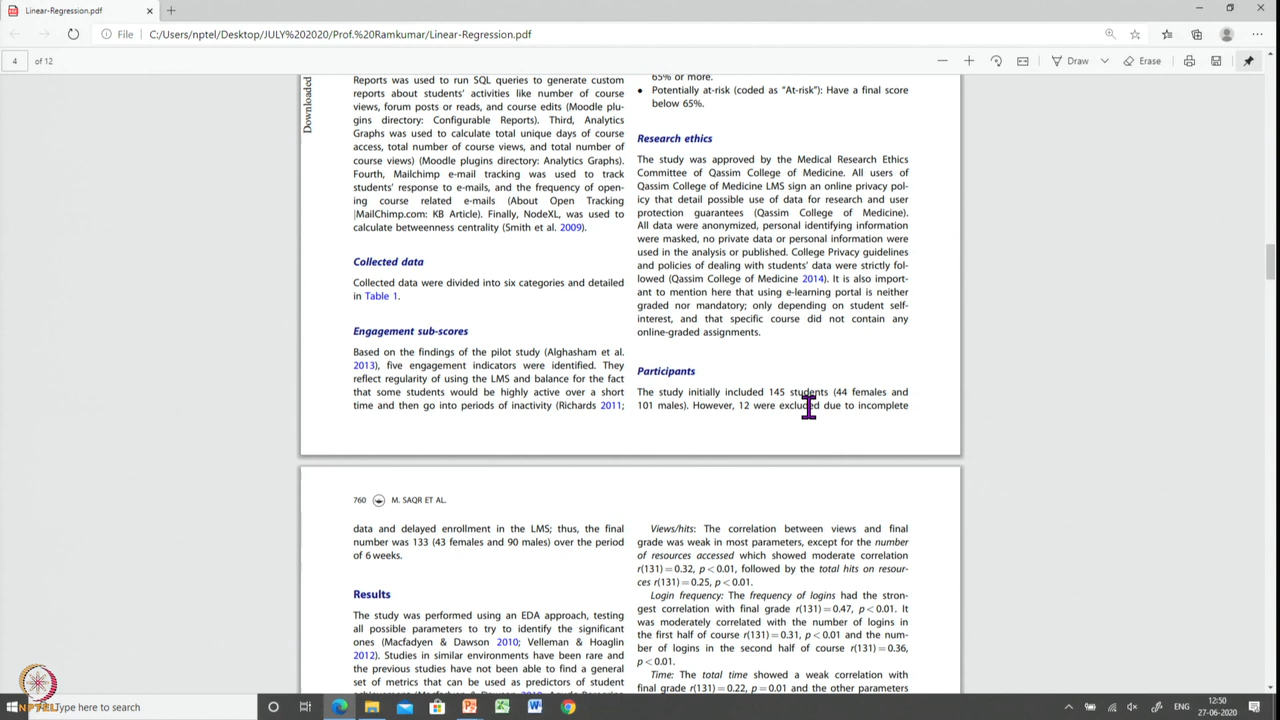 Linear-Regression.pdf
File C:/Users/nptel/Desktop/JULY%202020/Prof.%20Ramkumar/Linear-Regression.pdf
4 of 12
Draw
Erase
Downloaded
Reports was used to run SQL queries to generate custom
reports about students' activities like number of course
views, forum posts or reads, and course edits (Moodle plu-
gins directory: Configurable Reports). Third, Analytics
Graphs was used to calculate total unique days of course
access, total number of course views, and total number of
course views) (Moodle plugins directory: Analytics Graphs).
Fourth, Mailchimp e-mail tracking was used to track
students' response to e-mails, and the frequency of open-
ing course related e-mails (About Open Tracking
|MailChimp.com: KB Article). Finally, NodeXL, was used to
calculate betweenness centrality (Smith et al. 2009).
Collected data
Collected data were divided into six categories and detailed
in Table 1.
Engagement sub-scores
Based on the findings of the pilot study (Alghasham et al.
2013), five engagement indicators were identified. They
reflect regularity of using the LMS and balance for the fact
that some students would be highly active over a short
time and then go into periods of inactivity (Richards 2011;
65% or more.
• Potentially at-risk (coded as "At-risk"): Have a final score
below 65%.
Research ethics
The study was approved by the Medical Research Ethics
Committee of Qassim College of Medicine. All users of
Qassim College of Medicine LMS sign an online privacy pol-
icy that detail possible use of data for research and user
protection guarantees (Qassim College of Medicine).
All data were anonymized, personal identifying information
were masked, no private data or personal information were
used in the analysis or published. College Privacy guidelines
and policies of dealing with students' data were strictly fol-
lowed (Qassim College of Medicine 2014). It is also import-
ant to mention here that using e-learning portal is neither
graded nor mandatory; only depending on student self-
interest, and that specific course did not contain any
online-graded assignments.
Participants
The study initially included 145 students (44 females and
101 males). However, 12 were excluded due to incomplete
760 M. SAQR ET AL.
data and delayed enrollment in the LMS; thus, the final
number was 133 (43 females and 90 males) over the period
of 6 weeks.
Results
The study was performed using an EDA approach, testing
all possible parameters to try to identify the significant
ones (Macfadyen & Dawson 2010; Velleman & Hoaglin
2012). Studies in similar environments have been rare and
the previous studies have not been able to find a general
set of metrics that can be used as predictors of student
Views/hits: The correlation between views and final
grade was weak in most parameters, except for the number
of resources accessed which showed moderate correlation
r(131) = 0.32, p < 0.01, followed by the total hits on resour-
ces r(131) = 0.25, p < 0.01.
Login frequency: The frequency of logins had the stron-
gest correlation with final grade r(131) = 0.47, p < 0.01. It
was moderately correlated with the number of logins in
the first half of course r(131) = 0.31, p < 0.01 and the num-
ber of logins in the second half of course r(131) = 0.36,
p < 0.01.
Time: The total time showed a weak correlation with
final grade r(131) = 0.22, p = 0.01 and the other parameters
NPTEL
Type here to search
ENG
12:50
27-06-2020